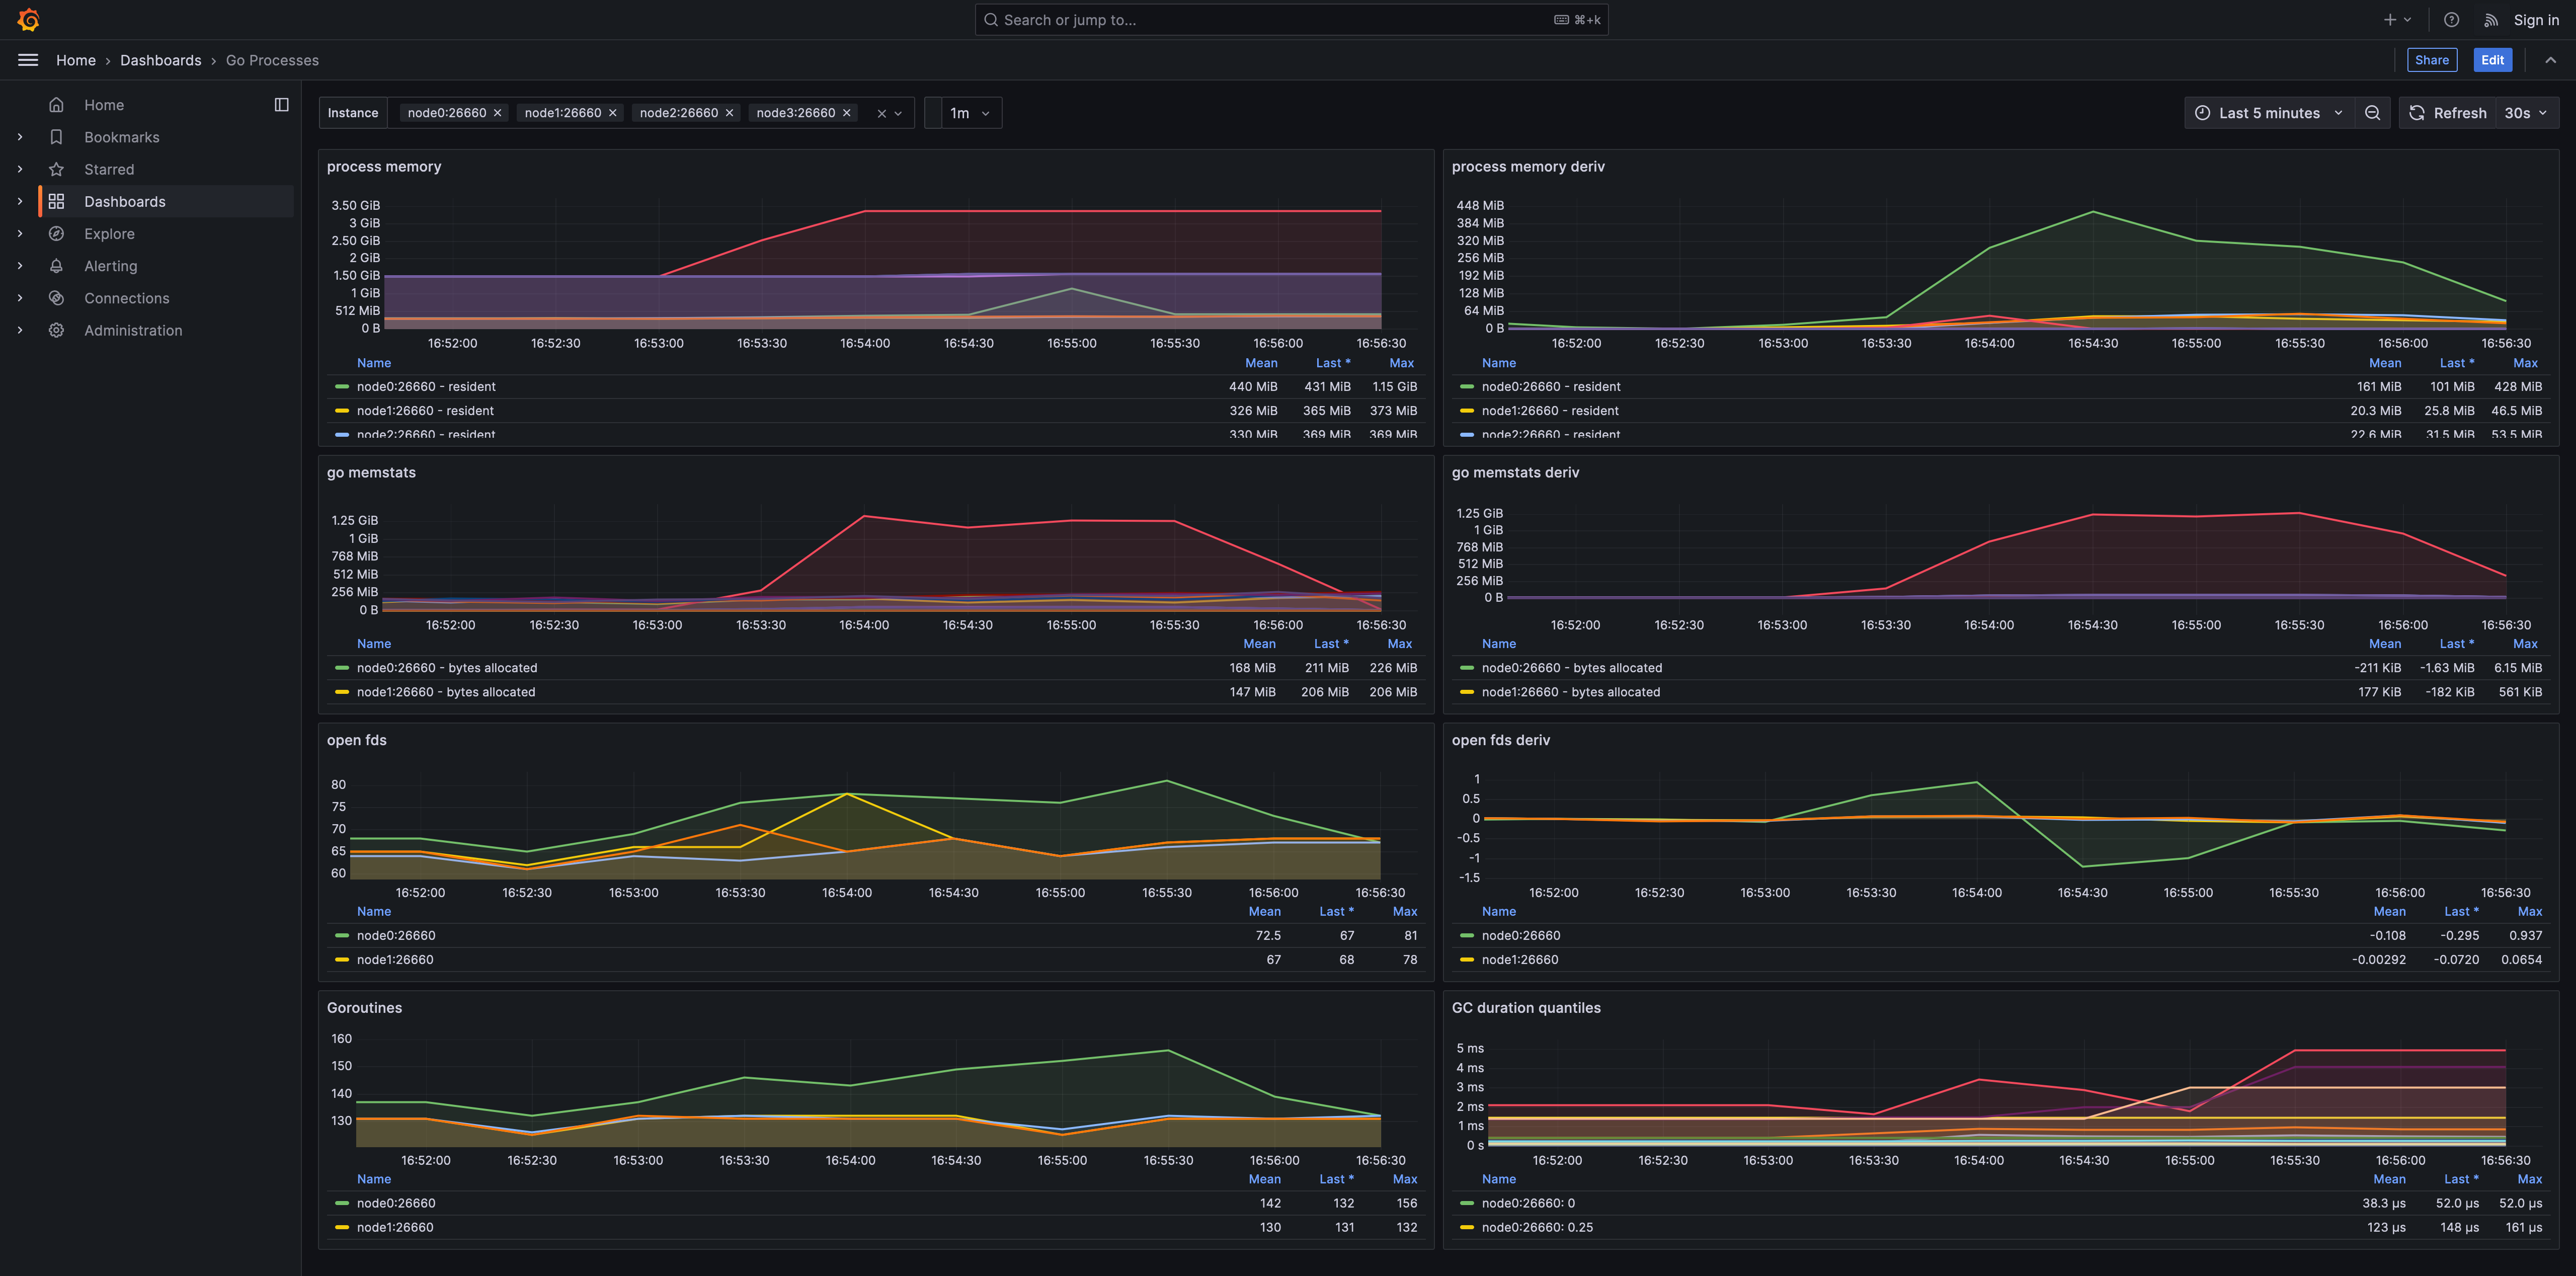 Search or jump to... ⌘+k Sign in
Home › Dashboards › Go Processes Share Edit
Home
Bookmarks
Starred
Dashboards
Explore
Alerting
Connections
Administration
Instance node0:26660 node1:26660 node2:26660 node3:26660 1m Last 5 minutes Refresh 30s
process memory
3.50 GiB
3 GiB
2.50 GiB
2 GiB
1.50 GiB
1 GiB
512 MiB
0 B
16:52:00 16:52:30 16:53:00 16:53:30 16:54:00 16:54:30 16:55:00 16:55:30 16:56:00 16:56:30
Name Mean Last * Max
node0:26660 - resident 440 MiB 431 MiB 1.15 GiB
node1:26660 - resident 326 MiB 365 MiB 373 MiB
node2:26660 - resident 330 MiB 369 MiB 369 MiB
process memory deriv
448 MiB
384 MiB
320 MiB
256 MiB
192 MiB
128 MiB
64 MiB
0 B
16:52:00 16:52:30 16:53:00 16:53:30 16:54:00 16:54:30 16:55:00 16:55:30 16:56:00 16:56:30
Name Mean Last * Max
node0:26660 - resident 161 MiB 101 MiB 428 MiB
node1:26660 - resident 20.3 MiB 25.8 MiB 46.5 MiB
node2:26660 - resident 22.6 MiB 31.5 MiB 53.5 MiB
go memstats
1.25 GiB
1 GiB
768 MiB
512 MiB
256 MiB
0 B
16:52:00 16:52:30 16:53:00 16:53:30 16:54:00 16:54:30 16:55:00 16:55:30 16:56:00 16:56:30
Name Mean Last * Max
node0:26660 - bytes allocated 168 MiB 211 MiB 226 MiB
node1:26660 - bytes allocated 147 MiB 206 MiB 206 MiB
go memstats deriv
1.25 GiB
1 GiB
768 MiB
512 MiB
256 MiB
0 B
16:52:00 16:52:30 16:53:00 16:53:30 16:54:00 16:54:30 16:55:00 16:55:30 16:56:00 16:56:30
Name Mean Last * Max
node0:26660 - bytes allocated -211 KiB -1.63 MiB 6.15 MiB
node1:26660 - bytes allocated 177 KiB -182 KiB 561 KiB
open fds
80
75
70
65
60
16:52:00 16:52:30 16:53:00 16:53:30 16:54:00 16:54:30 16:55:00 16:55:30 16:56:00 16:56:30
Name Mean Last * Max
node0:26660 72.5 67 81
node1:26660 67 68 78
open fds deriv
1
0.5
0
-0.5
-1
-1.5
16:52:00 16:52:30 16:53:00 16:53:30 16:54:00 16:54:30 16:55:00 16:55:30 16:56:00 16:56:30
Name Mean Last * Max
node0:26660 -0.108 -0.295 0.937
node1:26660 -0.00292 -0.0720 0.0654
Goroutines
160
150
140
130
16:52:00 16:52:30 16:53:00 16:53:30 16:54:00 16:54:30 16:55:00 16:55:30 16:56:00 16:56:30
Name Mean Last * Max
node0:26660 142 132 156
node1:26660 130 131 132
GC duration quantiles
5 ms
4 ms
3 ms
2 ms
1 ms
0 s
16:52:00 16:52:30 16:53:00 16:53:30 16:54:00 16:54:30 16:55:00 16:55:30 16:56:00 16:56:30
Name Mean Last * Max
node0:26660: 0 38.3 µs 52.0 µs 52.0 µs
node0:26660: 0.25 123 µs 148 µs 161 µs